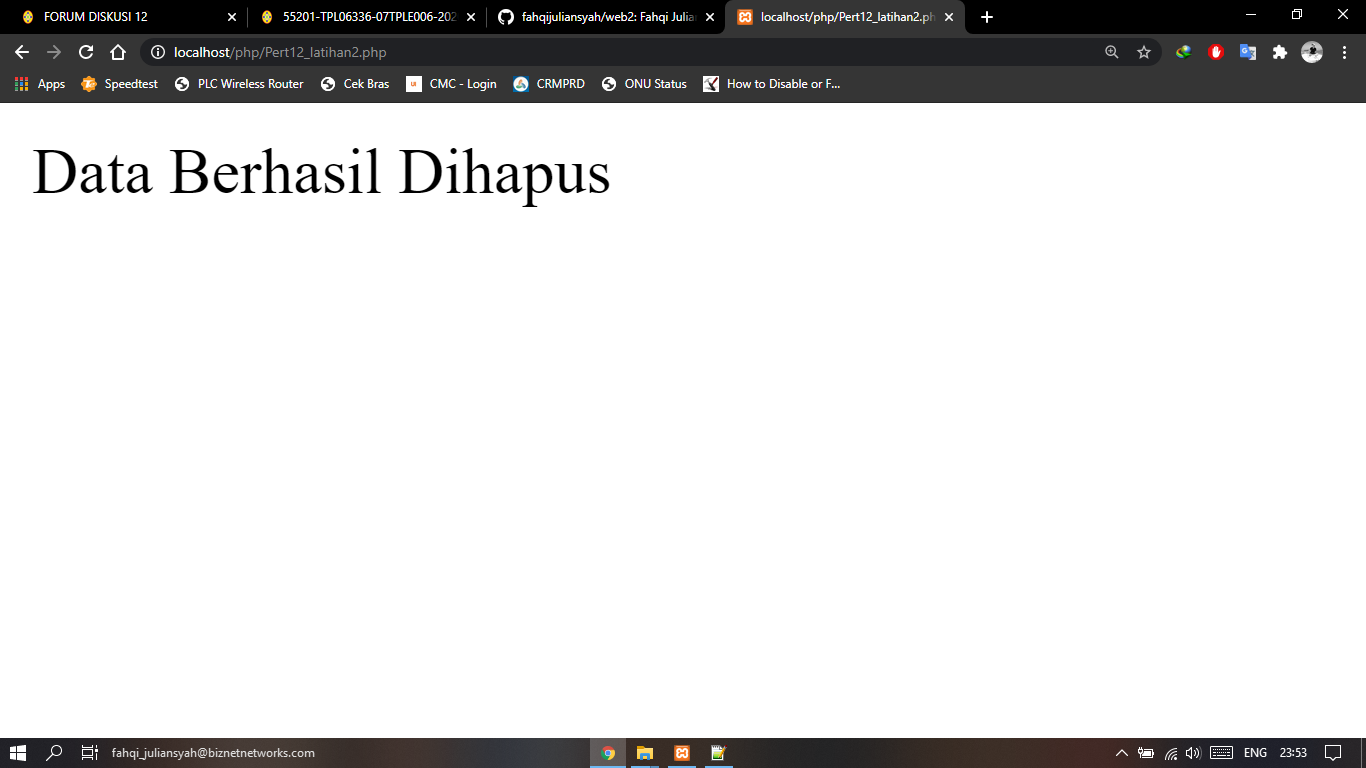 FORUM DISKUSI 12
55201-TPL06336-07TPLE006-202
fahqijuliansyah/web2: Fahqi Julia
localhost/php/Pert12_latihan2.ph
localhost/php/Pert12_latihan2.php
Apps
Speedtest
PLC Wireless Router
Cek Bras
CMC - Login
CRMPRD
ONU Status
How to Disable or F...
Data Berhasil Dihapus
fahqi_juliansyah@biznetnetworks.com
ENG
23:53